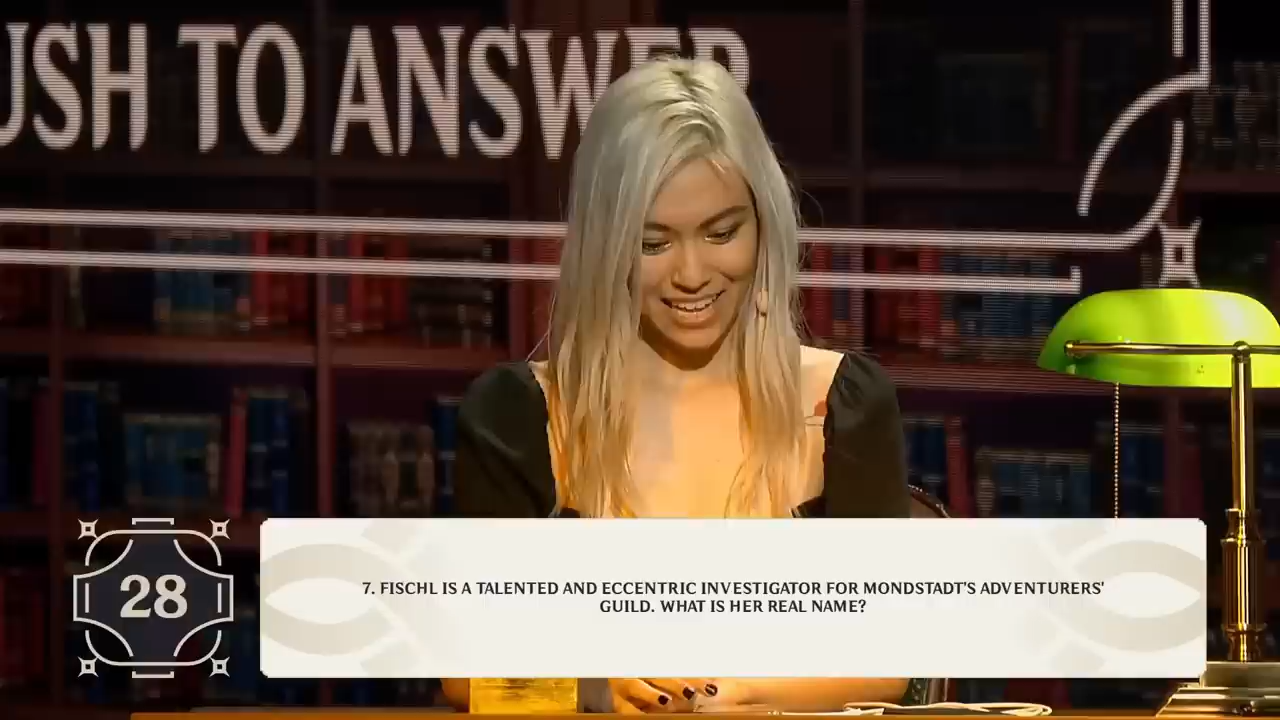 USH TO ANSWER
28
7. FISCHL IS A TALENTED AND ECCENTRIC INVESTIGATOR FOR MONDSTADT'S ADVENTURERS'
GUILD. WHAT IS HER REAL NAME?